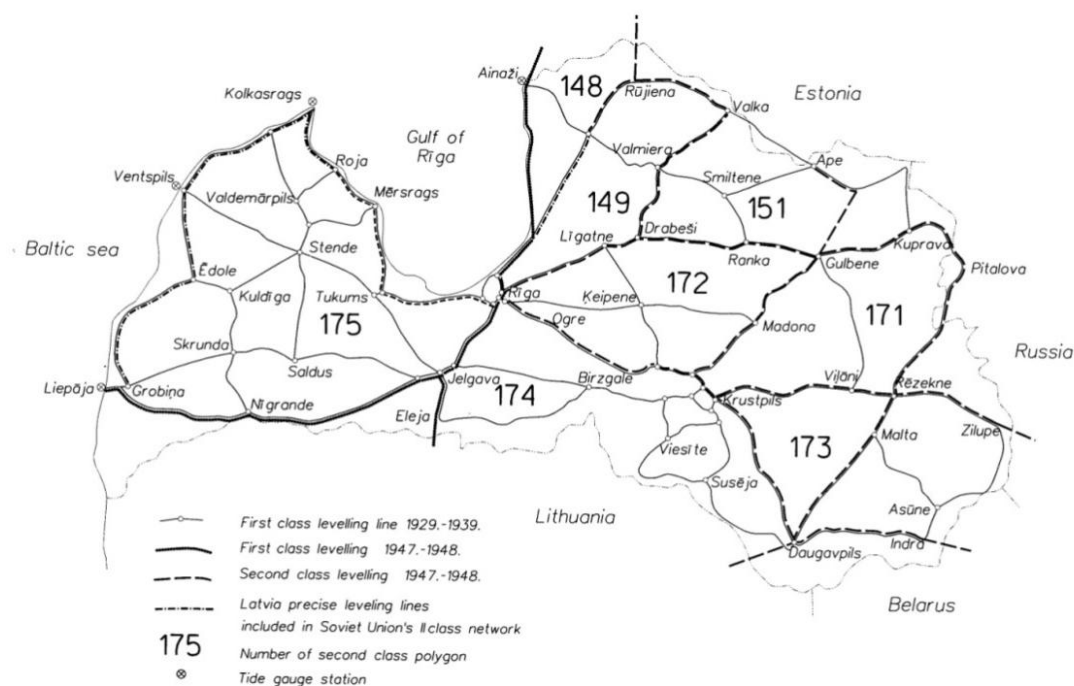 Kolkasrags
Ainaži
148
Rūjiena
Valka
Estonia
Gulf of
Rīga
Roja
Valmiera
Ape
Ventspils
Valdemārpils
Mērsrags
Smiltene
149
151
Baltic sea
Stende
Līgatne
Drabeši
Ranka
Kuprava
Gulbene
Pītalova
Ēdole
Kuldīga
Tukums
Rīga
Ķeipene
172
175
Ogre
Madona
171
Skrunda
Saldus
Russia
Liepāja
Grobiņa
Jelgava
174
Birzgale
Viļāni
Rēzekne
Nīgrande
Eleja
Krustpils
Zilupe
Viesīte
173
Malta
Susēja
Asūne
Lithuania
Daugavpils
Indra
Belarus
First class levelling line 1929.-1939.
First class levelling 1947.-1948.
Second class levelling 1947.-1948.
Latvia precise leveling lines
included in Soviet Union's II class network
175 Number of second class polygon
Tide gauge station